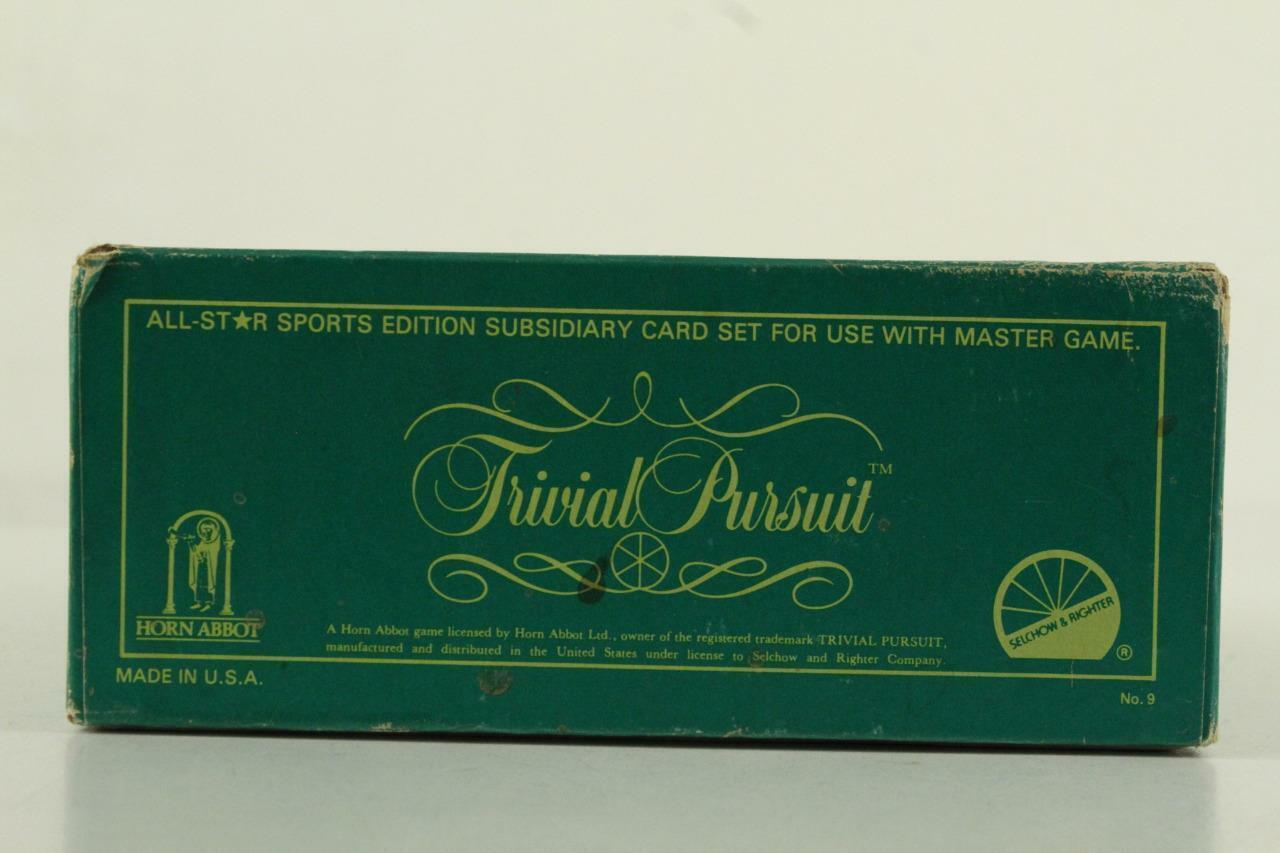 ALL-ST★R SPORTS EDITION SUBSIDIARY CARD SET FOR USE WITH MASTER GAME.
Trivial Pursuit™
HORN ABBOT
A Horn Abbot game licensed by Horn Abbot Ltd., owner of the registered trademark TRIVIAL PURSUIT,
manufactured and distributed in the United States under license to Selchow and Righter Company.
SELCHOW & RIGHTER
®
MADE IN U.S.A.
No. 9